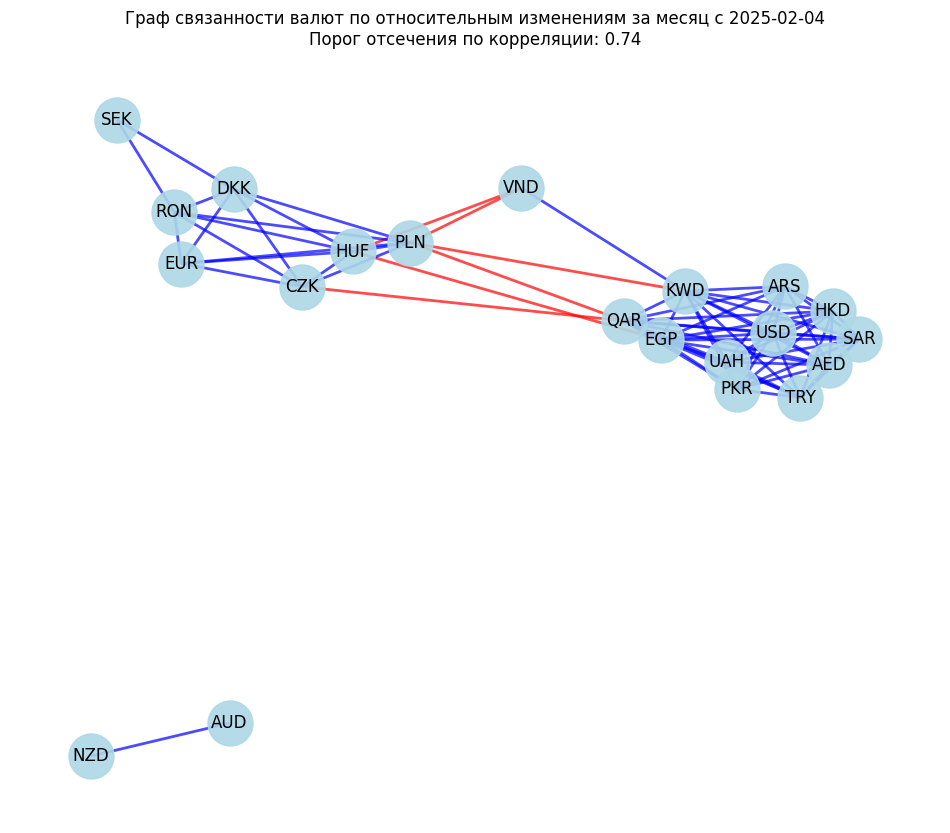 Граф связанности валют по относительным изменениям за месяц с 2025-02-04
Порог отсечения по корреляции: 0.74
SEK
DKK
VND
RON
PLN
HUF
EUR
CZK
KWD
ARS
HKD
QAR
USD
EGP
SAR
UAH
AED
PKR
TRY
AUD
NZD